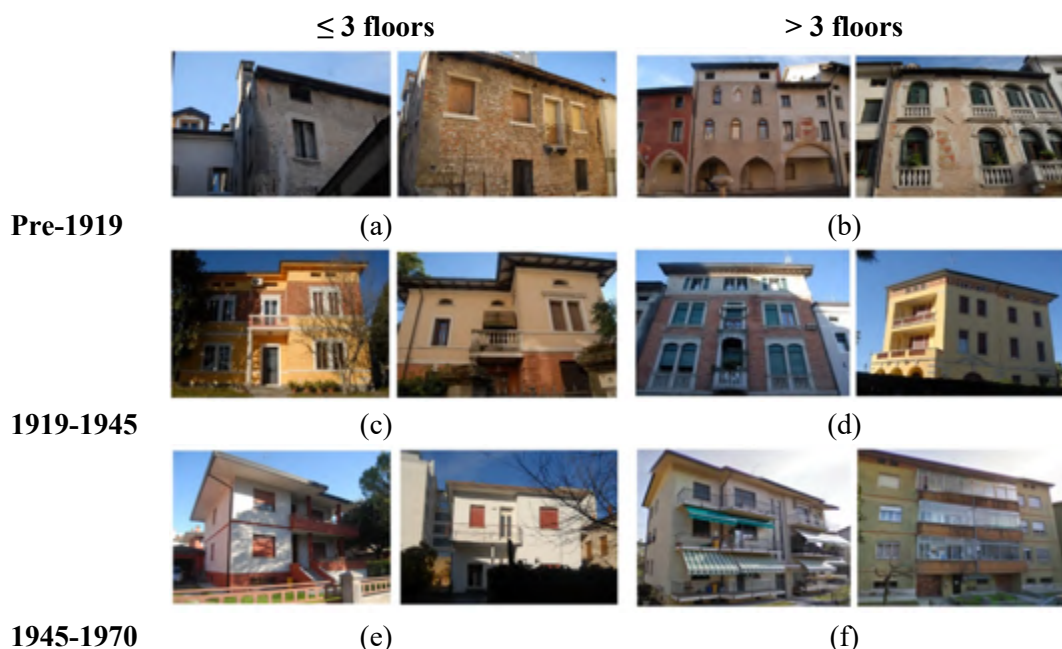 ≤ 3 floors > 3 floors
Pre-1919 (a) (b)
1919-1945 (c) (d)
1945-1970 (e) (f)